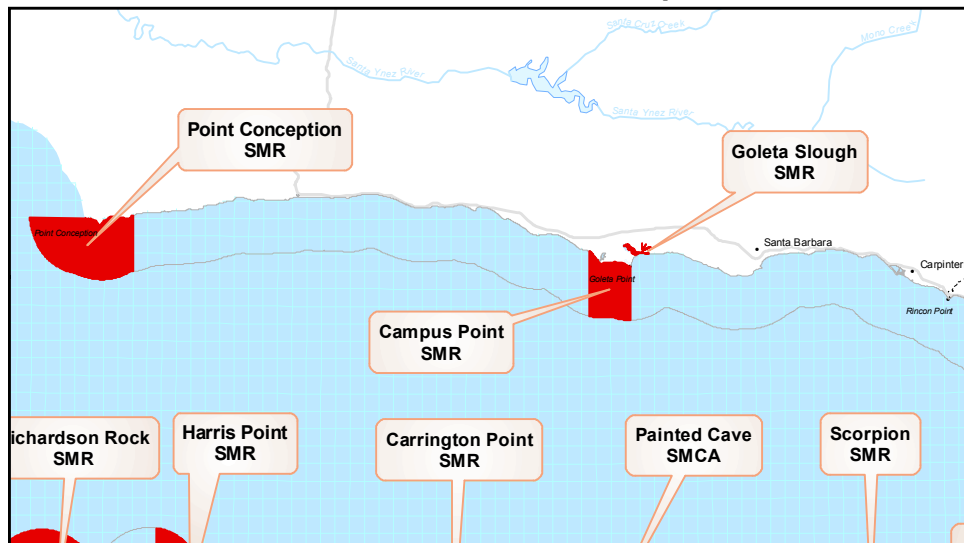 Santa Cruz Creek
Mono Creek
Santa Ynez River
Santa Ynez River
Point Conception
SMR
Goleta Slough
SMR
Point Conception
Santa Barbara
Carpinter
Goleta Point
Rincon Point
Campus Point
SMR
ichardson Rock
SMR
Harris Point
SMR
Carrington Point
SMR
Painted Cave
SMCA
Scorpion
SMR